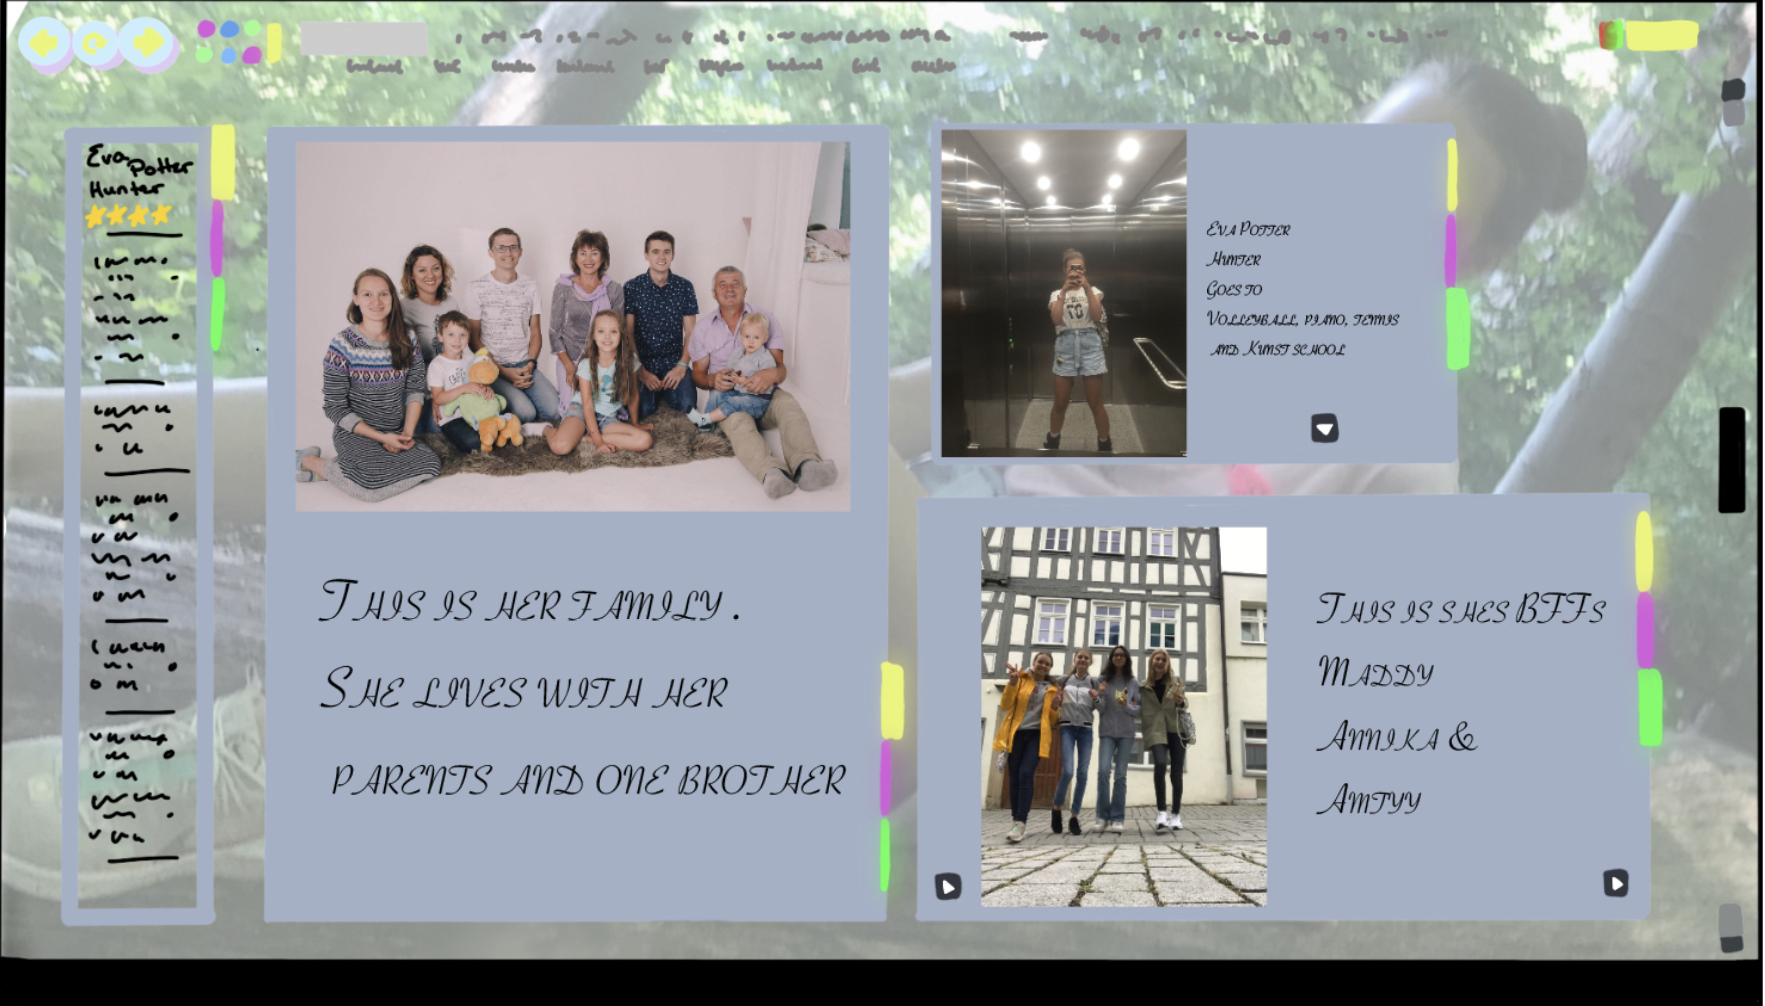 Eva
Potter
Hunter
THIS IS HER FAMILY.
SHE LIVES WITH HER
PARENTS AND ONE BROTHER
EVA POTTER
HUNTER
GOES TO
VOLLEYBALL, PIANO, TENNIS
AND KUNST SCHOOL
THIS IS SHES BFFS
MADDY
ANNIKA &
AMTYY